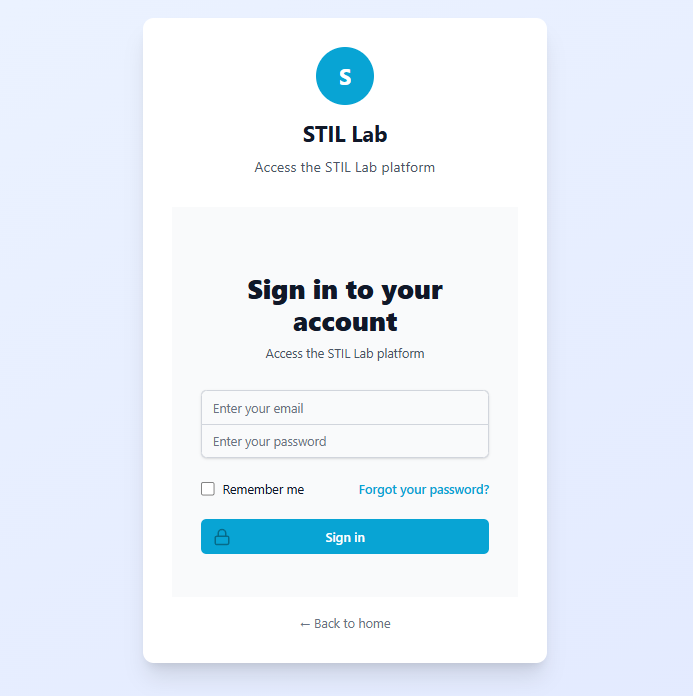 S
STIL Lab
Access the STIL Lab platform
Sign in to your
account
Access the STIL Lab platform
Enter your email
Enter your password
Remember me
Forgot your password?
Sign in
← Back to home